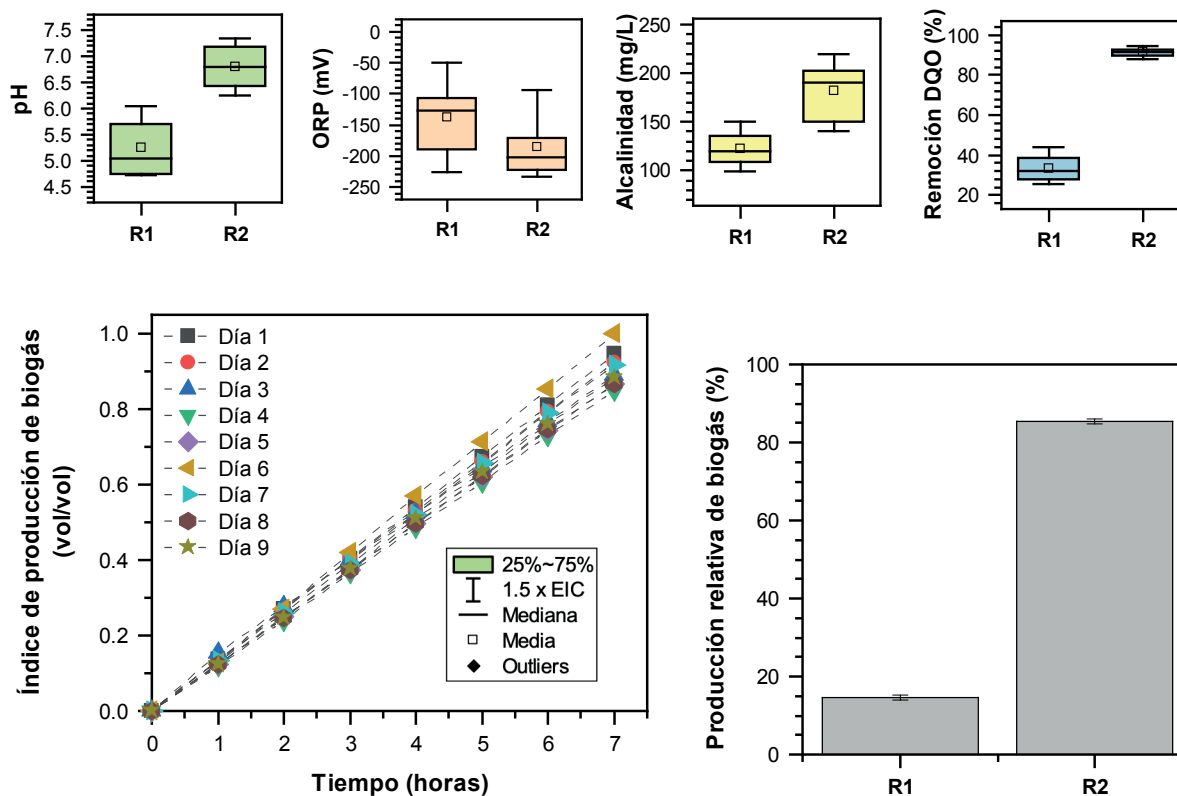 pH
7.5
7.0
6.5
6.0
5.5
5.0
4.5
R1
R2
ORP (mV)
0
-50
-100
-150
-200
-250
R1
R2
Alcalinidad (mg/L)
250
200
150
100
R1
R2
Remoción DQO (%)
100
80
60
40
20
R1
R2
Índice de producción de biogás
(vol/vol)
1.0
0.8
0.6
0.4
0.2
0.0
Día 1
Día 2
Día 3
Día 4
Día 5
Día 6
Día 7
Día 8
Día 9
25%~75%
1.5 x EIC
Mediana
Media
Outliers
0 1 2 3 4 5 6 7
Tiempo (horas)
Producción relativa de biogás (%)
100
80
60
40
20
0
R1
R2